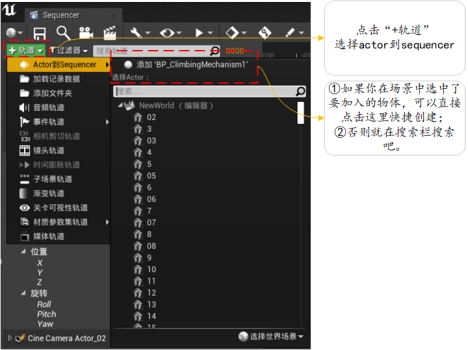 Sequencer
轨道
过滤器
搜索轨道
0000
Actor到Sequencer
加载记录数据
添加文件夹
音频轨道
事件轨道
相机剪切轨道
镜头轨道
时间膨胀轨道
子场景轨道
渐变轨道
关卡可视性轨道
材质参数集轨道
媒体轨道
位置
X
Y
Z
旋转
Roll
Pitch
Yaw
Cine Camera Actor_02
添加 'BP_ClimbingMechanism1'
选择Actor：
搜索……
NewWorld（编辑器）
02
3
03
4
5
05
6
06
7
07
8
08
9
10
11
12
13
14
15
选择世界场景
点击“+轨道”
选择actor到sequencer
①如果你在场景中选中了
要加入的物体，可以直接
点击这里快捷创建；
②否则就在搜索栏搜索
吧。